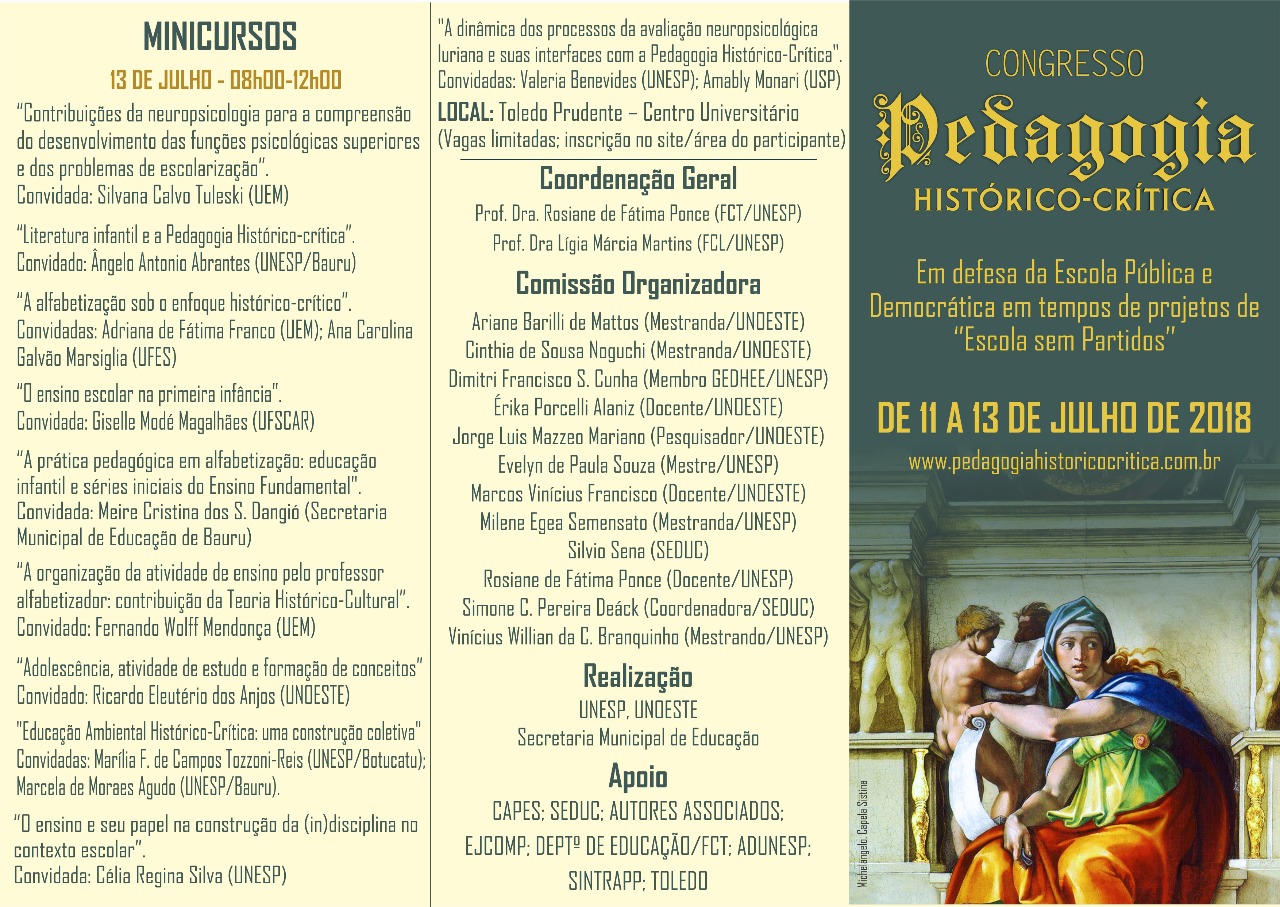 MINICURSOS
13 DE JULHO - 08h00-12h00
“Contribuições da neuropsicologia para a compreensão
do desenvolvimento das funções psicológicas superiores
e dos problemas de escolarização”.
Convidada: Silvana Calvo Tuleski (UEM)
“Literatura infantil e a Pedagogia Histórico-crítica”.
Convidado: Ângelo Antonio Abrantes (UNESP/Bauru)
“A alfabetização sob o enfoque histórico-crítico”.
Convidadas: Adriana de Fátima Franco (UEM); Ana Carolina
Galvão Marsiglia (UFES)
“O ensino escolar na primeira infância”.
Convidada: Giselle Modé Magalhães (UFSCAR)
“A prática pedagógica em alfabetização: educação
infantil e séries iniciais do Ensino Fundamental”.
Convidada: Meire Cristina dos S. Dangió (Secretaria
Municipal de Educação de Bauru)
“A organização da atividade de ensino pelo professor
alfabetizador: contribuição da Teoria Histórico-Cultural”.
Convidado: Fernando Wolff Mendonça (UEM)
“Adolescência, atividade de estudo e formação de conceitos”
Convidado: Ricardo Eleutério dos Anjos (UNOESTE)
"Educação Ambiental Histórico-Crítica: uma construção coletiva"
Convidadas: Marília F. de Campos Tozzoni-Reis (UNESP/Botucatu);
Marcela de Moraes Agudo (UNESP/Bauru).
“O ensino e seu papel na construção da (in)disciplina no
contexto escolar”.
Convidada: Célia Regina Silva (UNESP)
"A dinâmica dos processos da avaliação neuropsicológica
luriana e suas interfaces com a Pedagogia Histórico-Crítica".
Convidadas: Valeria Benevides (UNESP); Amably Monari (USP)
LOCAL: Toledo Prudente – Centro Universitário
(Vagas limitadas; inscrição no site/área do participante)
Coordenação Geral
Prof. Dra. Rosiane de Fátima Ponce (FCT/UNESP)
Prof. Dra Lígia Márcia Martins (FCL/UNESP)
Comissão Organizadora
Ariane Barilli de Mattos (Mestranda/UNOESTE)
Cinthia de Sousa Noguchi (Mestranda/UNOESTE)
Dimitri Francisco S. Cunha (Membro GEDHEE/UNESP)
Érika Porcelli Alaniz (Docente/UNOESTE)
Jorge Luis Mazzeo Mariano (Pesquisador/UNOESTE)
Evelyn de Paula Souza (Mestre/UNESP)
Marcos Vinícius Francisco (Docente/UNOESTE)
Milene Egea Semensato (Mestranda/UNESP)
Silvio Sena (SEDUC)
Rosiane de Fátima Ponce (Docente/UNESP)
Simone C. Pereira Deáck (Coordenadora/SEDUC)
Vinícius Willian da C. Branquinho (Mestrando/UNESP)
Realização
UNESP, UNOESTE
Secretaria Municipal de Educação
Apoio
CAPES; SEDUC; AUTORES ASSOCIADOS;
EJCOMP; DEPTº DE EDUCAÇÃO/FCT; ADUNESP;
SINTRAPP; TOLEDO
CONGRESSO
Pedagogia
HISTÓRICO-CRÍTICA
Em defesa da Escola Pública e
Democrática em tempos de projetos de
“Escola sem Partidos”
DE 11 A 13 DE JULHO DE 2018
www.pedagogiahistoricocritica.com.br
Michelangelo. Capela Sistina